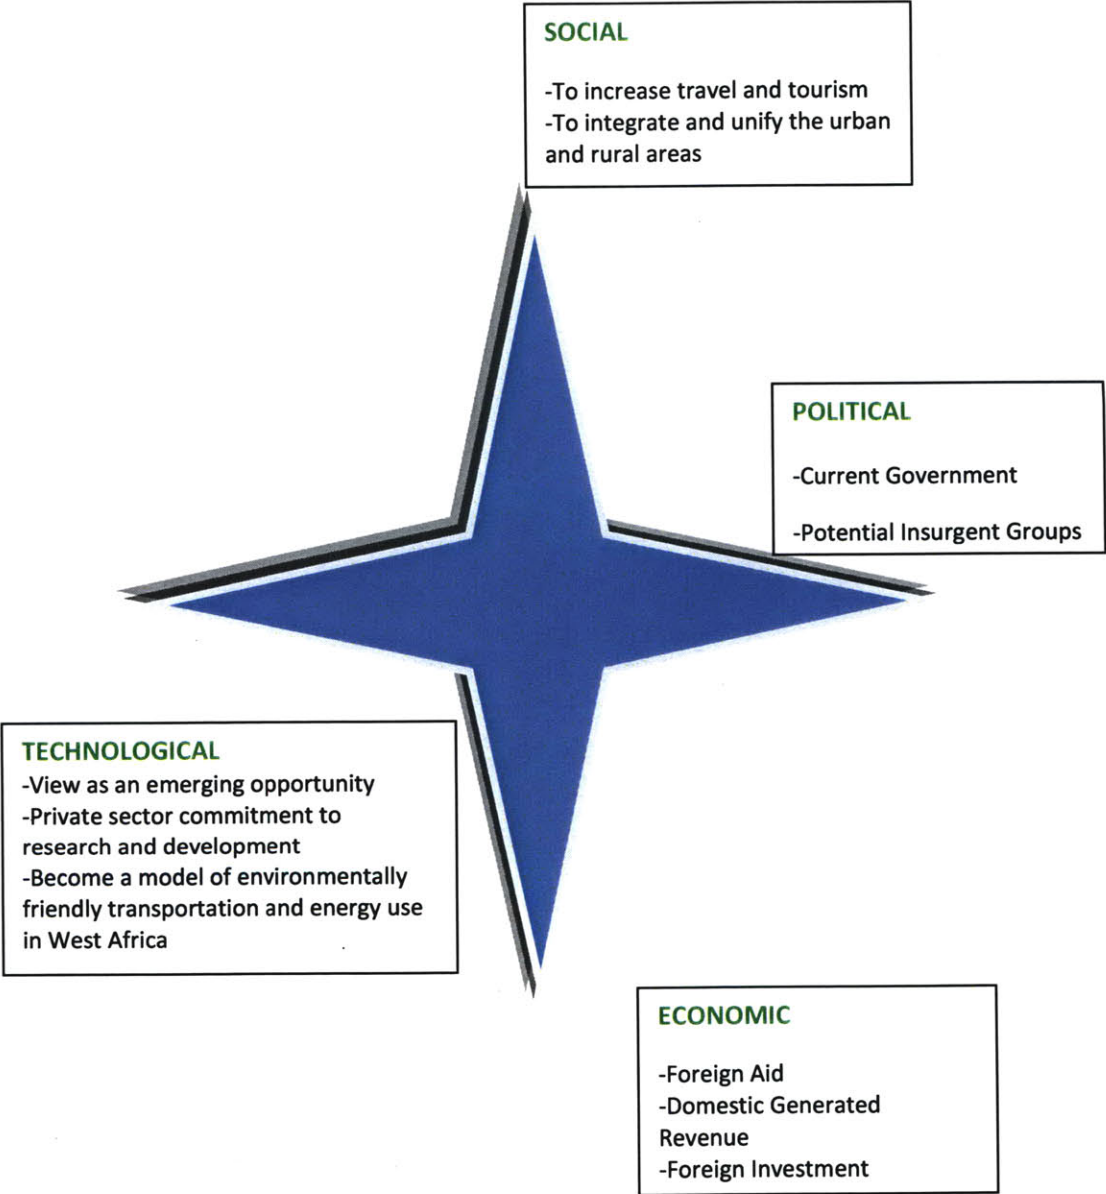 SOCIAL
-To increase travel and tourism
-To integrate and unify the urban
and rural areas
POLITICAL
-Current Government
-Potential Insurgent Groups
TECHNOLOGICAL
-View as an emerging opportunity
-Private sector commitment to
research and development
-Become a model of environmentally
friendly transportation and energy use
in West Africa
ECONOMIC
-Foreign Aid
-Domestic Generated
Revenue
-Foreign Investment